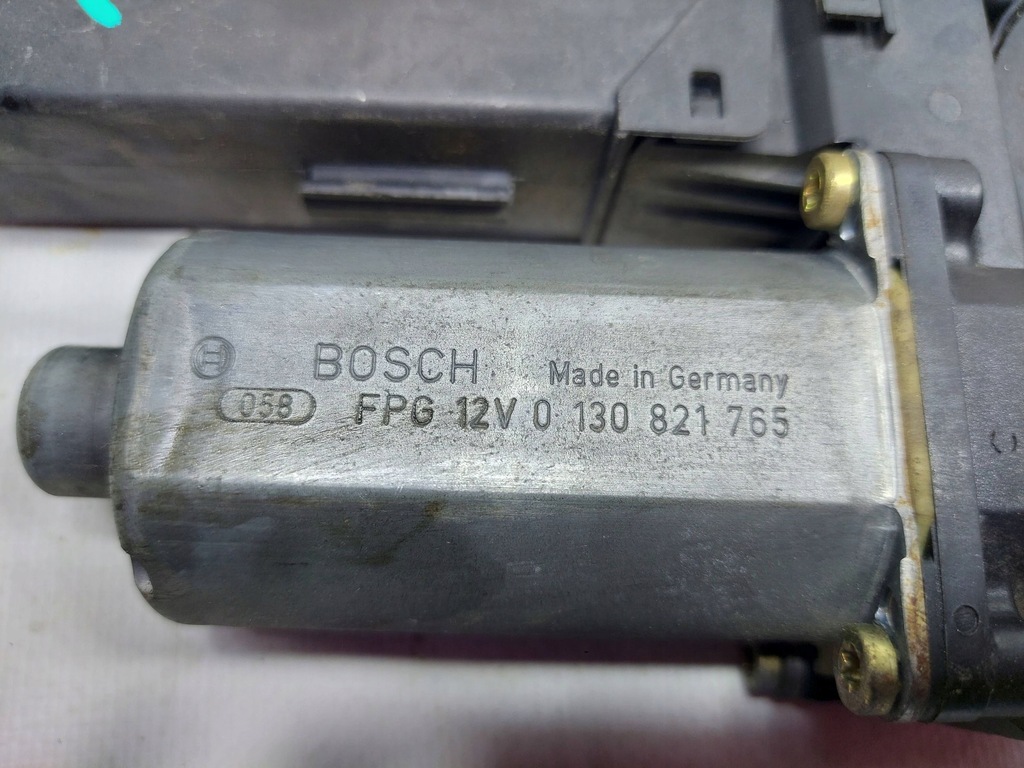 BOSCH Made in Germany
058 FPG 12V 0 130 821 765